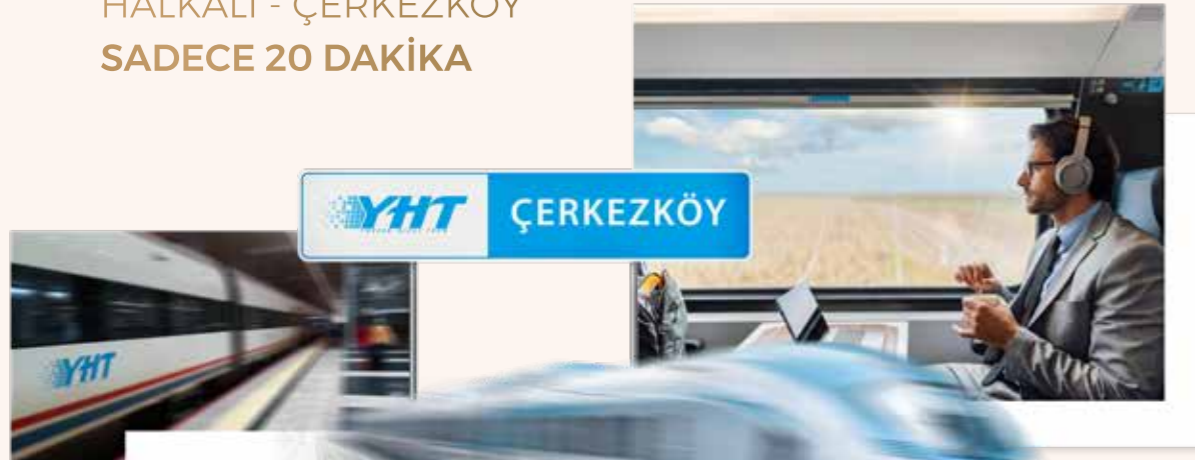 HALKALI - ÇERKEZKÖY
SADECE 20 DAKİKA
YHT
ÇERKEZKÖY
YHT